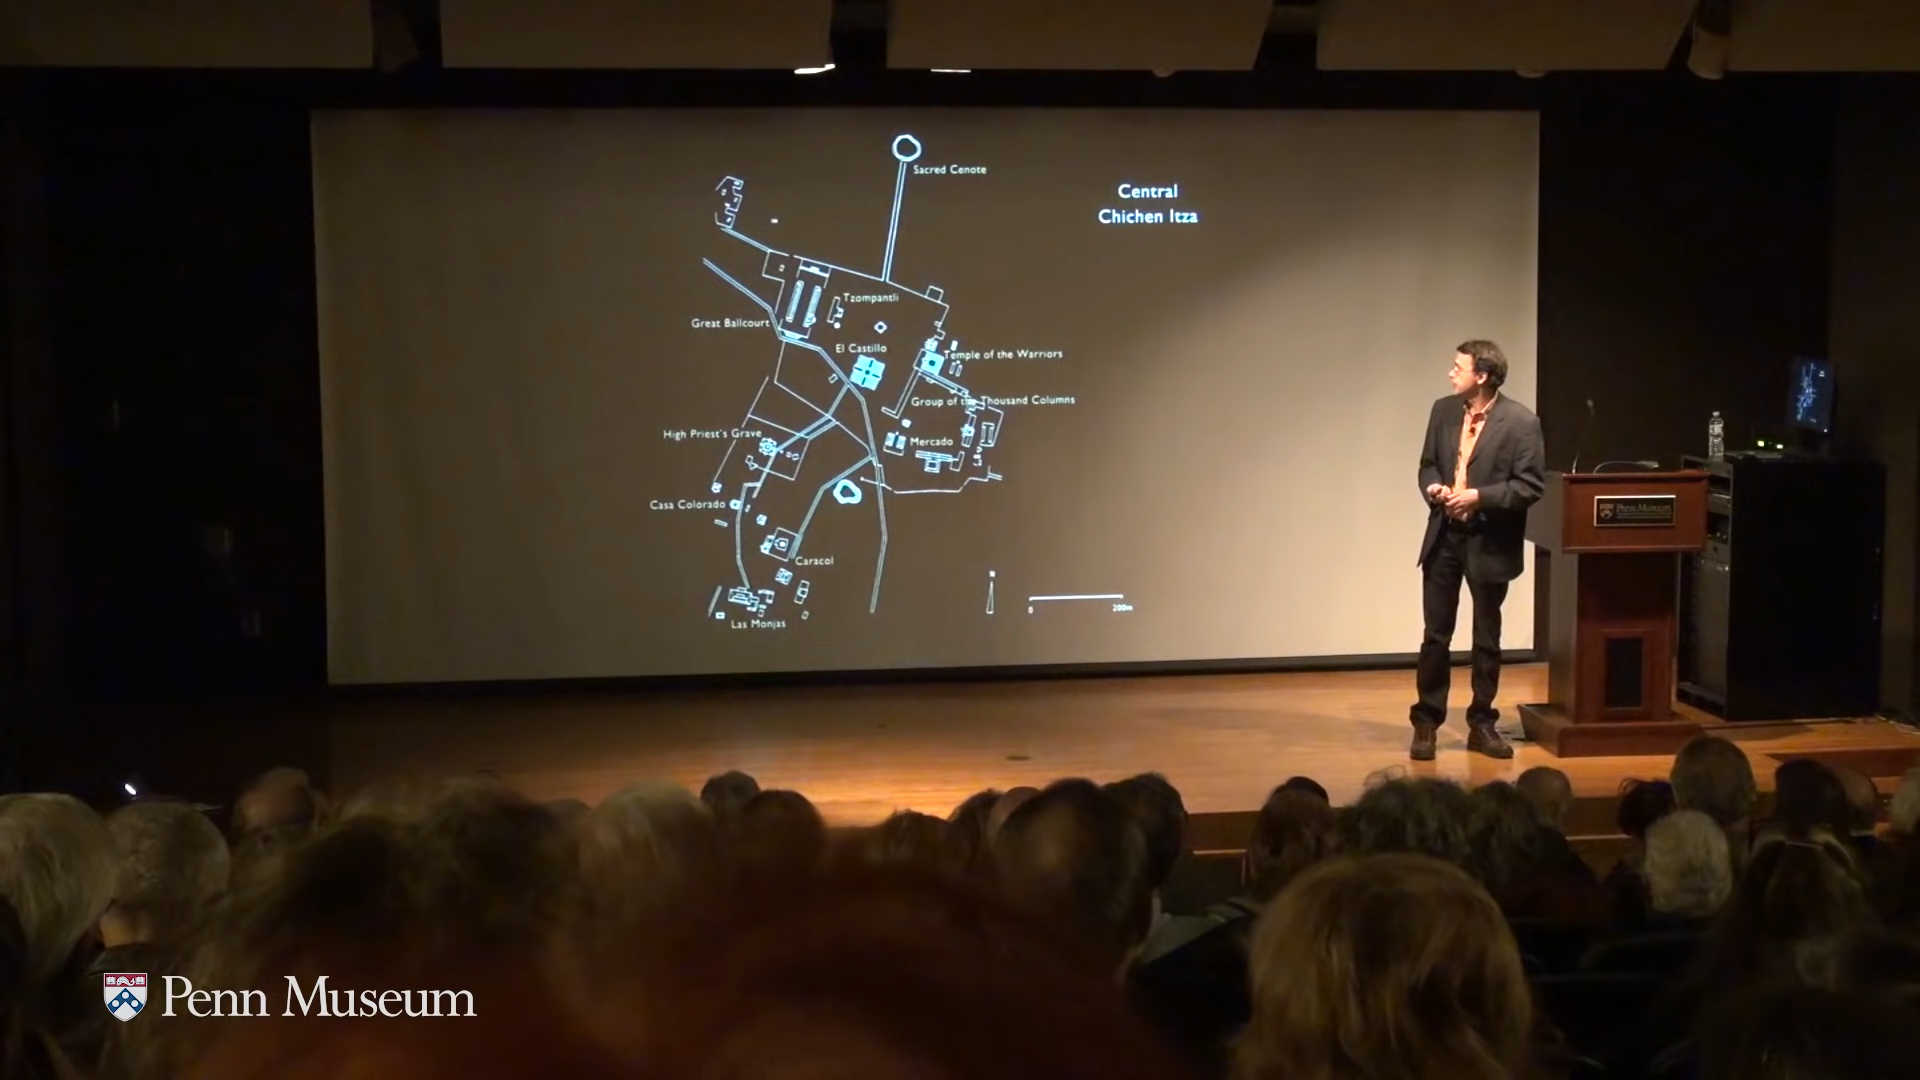 Sacred Cenote
Central
Chichen Itza
Tzompantli
Great Ballcourt
El Castillo
Temple of the Warriors
Group of the Thousand Columns
High Priest's Grave
Mercado
Casa Colorado
Caracol
0 200m
Las Monjas
Penn Museum
Penn Museum